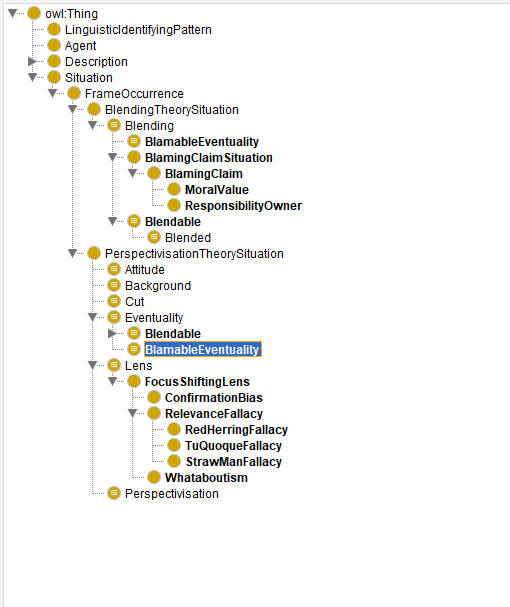 owl:Thing
LinguisticIdentifyingPattern
Agent
Description
Situation
FrameOccurrence
BlendingTheorySituation
Blending
BlamableEventuality
BlamingClaimSituation
BlamingClaim
MoralValue
ResponsibilityOwner
Blendable
Blended
PerspectivisationTheorySituation
Attitude
Background
Cut
Eventuality
Blendable
BlamableEventuality
Lens
FocusShiftingLens
ConfirmationBias
RelevanceFallacy
RedHerringFallacy
TuQuoqueFallacy
StrawManFallacy
Whataboutism
Perspectivisation